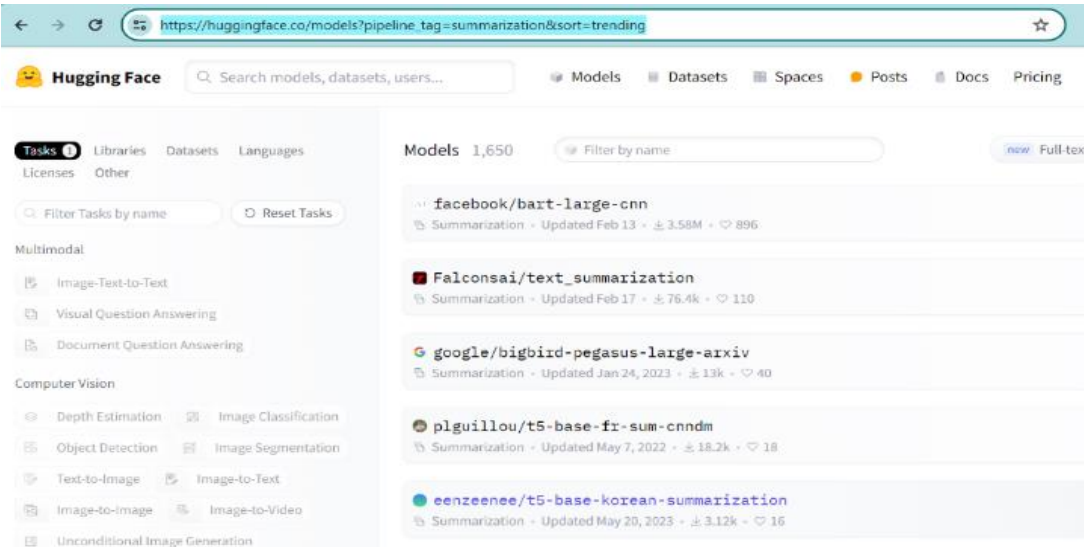 https://huggingface.co/models?pipeline_tag=summarization&sort=trending
Hugging Face
Search models, datasets, users...
Models
Datasets
Spaces
Posts
Docs
Pricing
Tasks 1
Libraries
Datasets
Languages
Licenses
Other
Filter Tasks by name
Reset Tasks
Multimodal
Image-Text-to-Text
Visual Question Answering
Document Question Answering
Computer Vision
Depth Estimation
Image Classification
Object Detection
Image Segmentation
Text-to-Image
Image-to-Text
Image-to-Image
Image-to-Video
Unconditional Image Generation
Models 1,650
Filter by name
new Full-tex
facebook/bart-large-cnn
Summarization • Updated Feb 13 • 3.58M • 896
Falconsai/text_summarization
Summarization • Updated Feb 17 • 76.4k • 110
google/bigbird-pegasus-large-arxiv
Summarization • Updated Jan 24, 2023 • 13k • 40
plguillou/t5-base-fr-sum-cnndm
Summarization • Updated May 7, 2022 • 18.2k • 18
eenzeenee/t5-base-korean-summarization
Summarization • Updated May 20, 2023 • 3.12k • 16